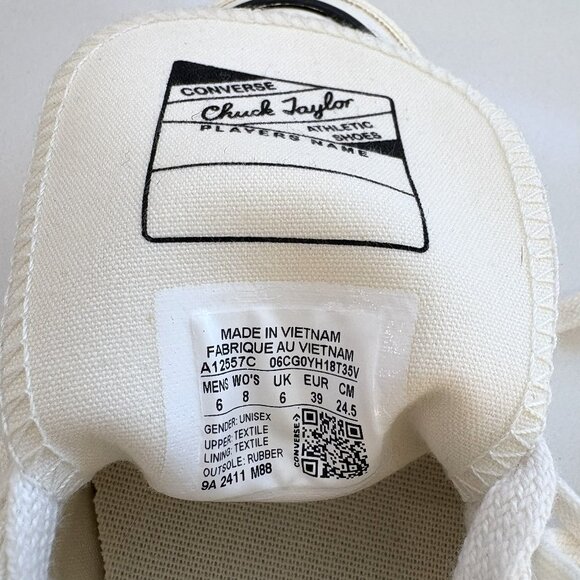 CONVERSE
Chuck Taylor
ATHLETIC SHOES
PLAYERS NAME
MADE IN VIETNAM
FABRIQUE AU VIETNAM
A12557C 06CG0YH18T35V
MENS WO'S UK EUR CM
6 8 6 39 24.5
GENDER: UNISEX
UPPER: TEXTILE
LINING: TEXTILE
OUTSOLE: RUBBER
9A 2411 M88
CONVERSE